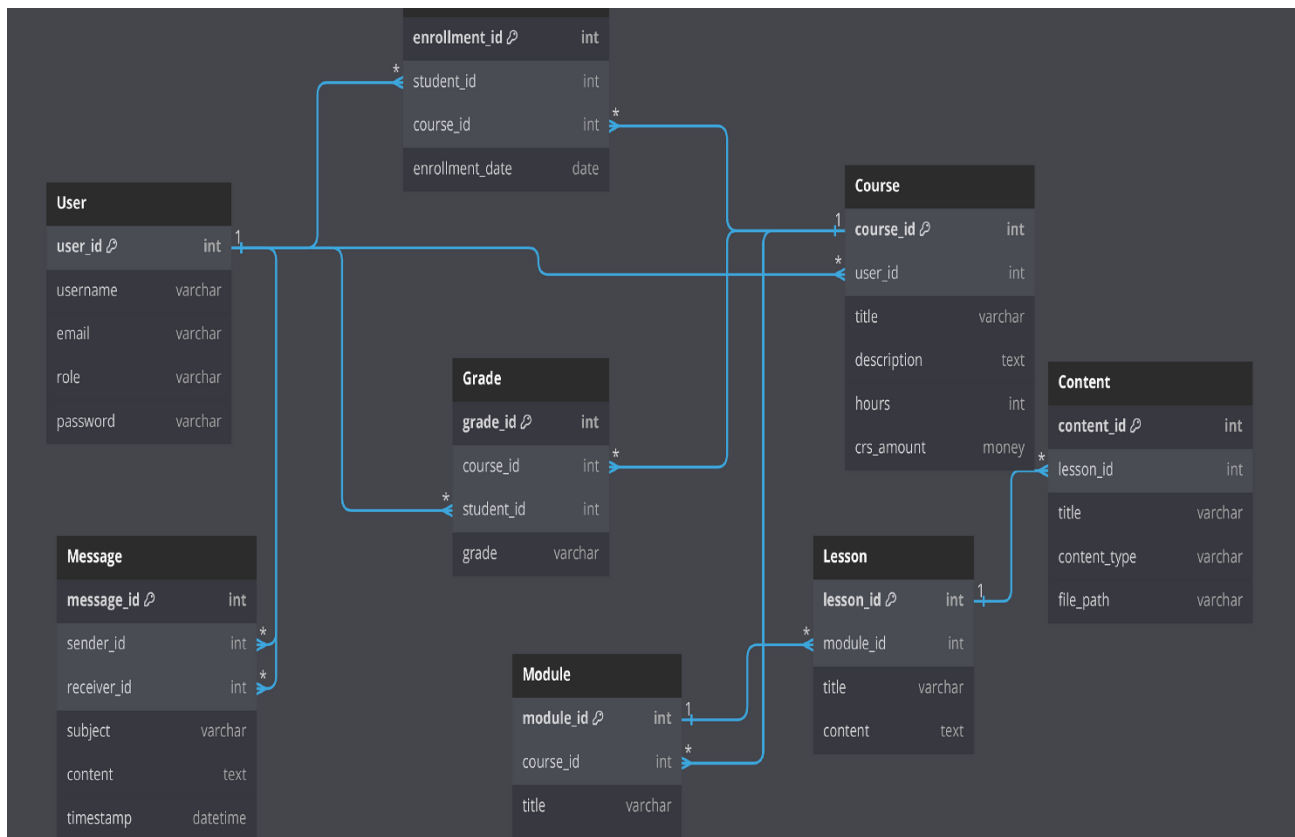 enrollment_id int
* student_id int
course_id int *
enrollment_date date
User
user_id int 1
username varchar
email varchar
role varchar
password varchar
Course
1 course_id int
* user_id int
title varchar
description text
hours int
crs_amount money
Grade
grade_id int
course_id int *
* student_id int
grade varchar
Content
content_id int
* lesson_id int
title varchar
content_type varchar
file_path varchar
Message
message_id int
sender_id int *
receiver_id int *
subject varchar
content text
timestamp datetime
Lesson
lesson_id int 1
* module_id int
title varchar
content text
Module
module_id int 1
course_id int *
title varchar